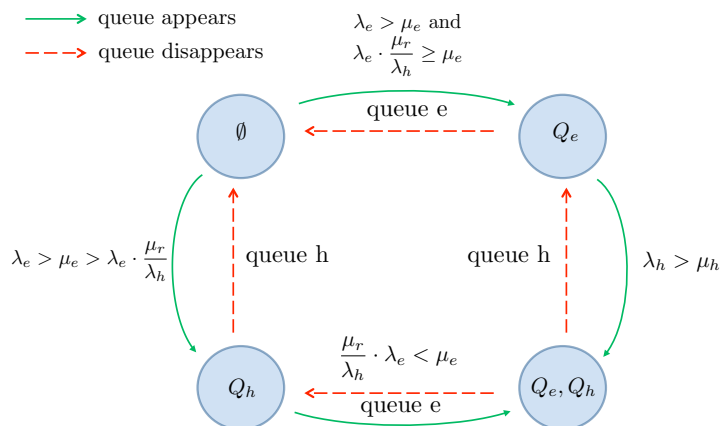 queue appears
queue disappears
λ_e > μ_e and
λ_e · μ_r/λ_h ≥ μ_e
queue e
∅
Q_e
λ_e > μ_e > λ_e · μ_r/λ_h
queue h
queue h
λ_h > μ_h
μ_r/λ_h · λ_e < μ_e
Q_h
queue e
Q_e, Q_h